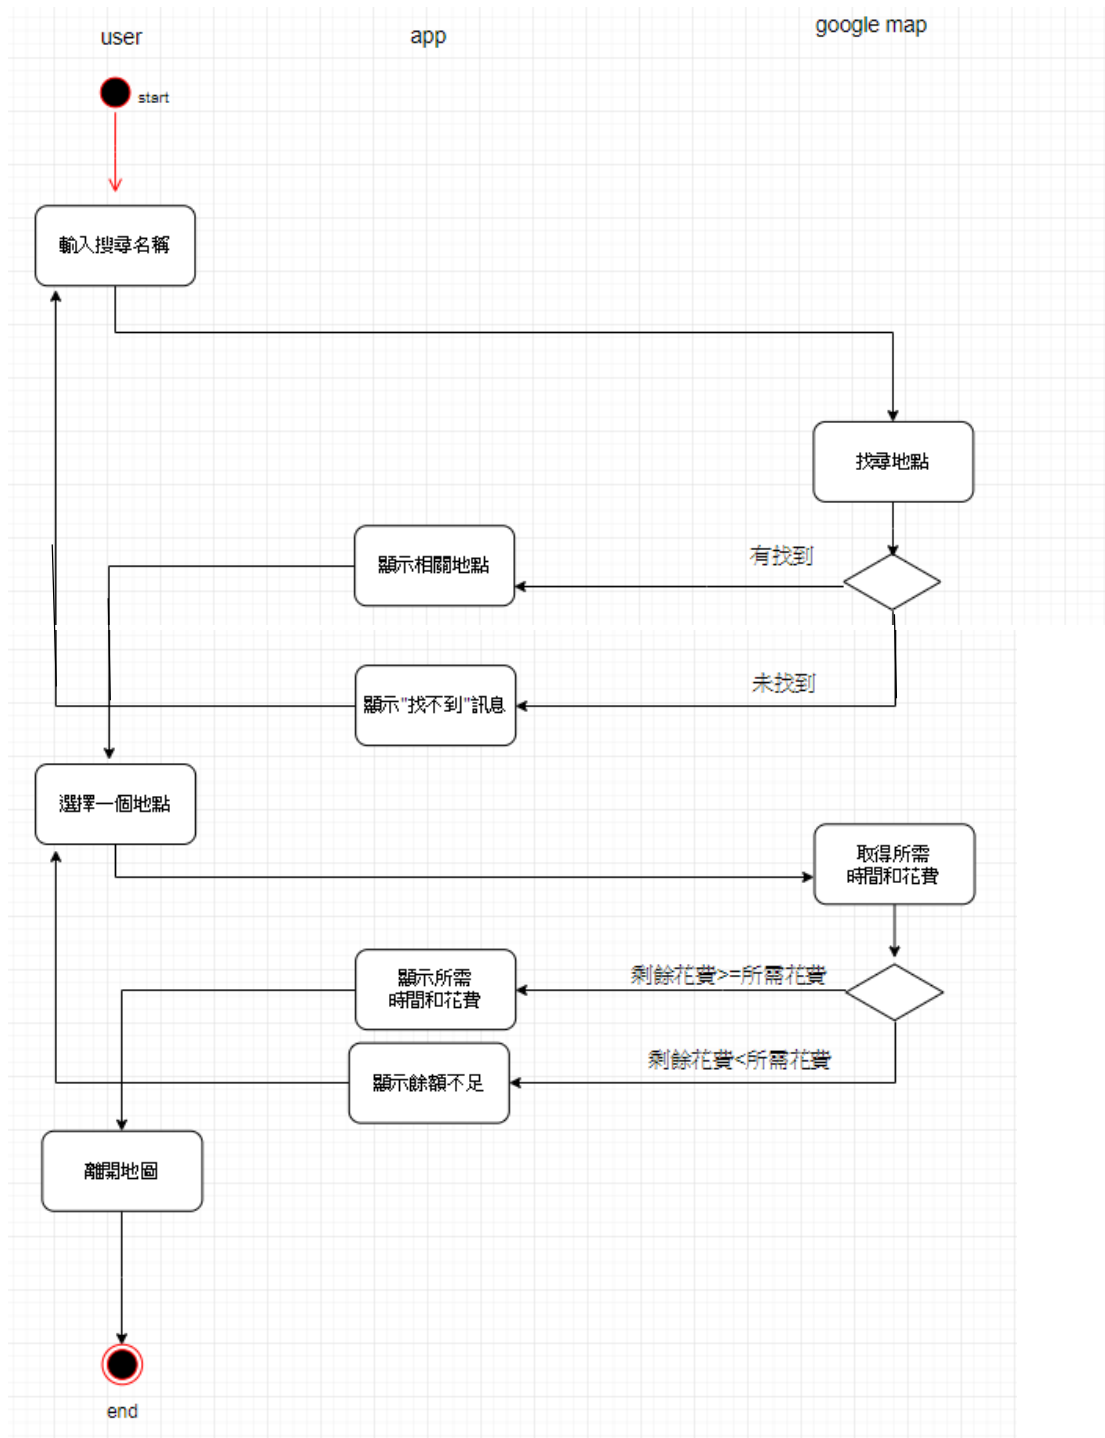 user
app
google map
start
輸入搜尋名稱
找尋地點
有找到
顯示相關地點
未找到
顯示"找不到"訊息
選擇一個地點
取得所需
時間和花費
剩餘花費>=所需花費
顯示所需
時間和花費
剩餘花費<所需花費
顯示餘額不足
離開地圖
end